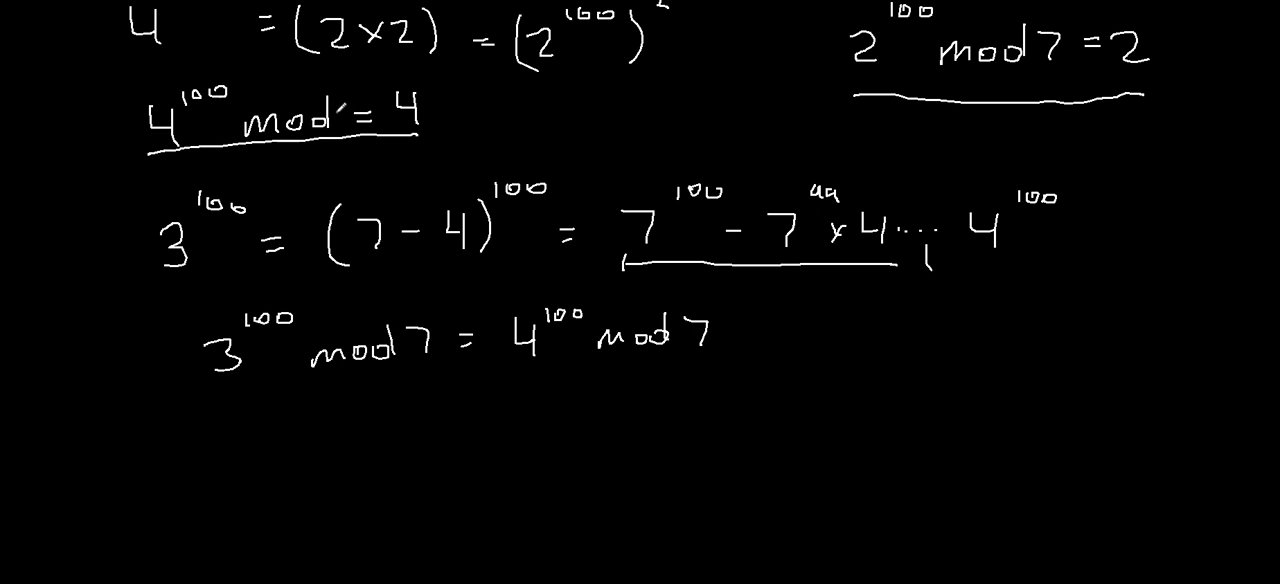 4 = (2×2) = (2^100)^2
2^100 mod 7 = 2
4^100 mod = 4
3^100 = (7-4)^100 = 7^100 - 7^99 × 4 ... 4^100
3^100 mod 7 = 4^100 mod 7